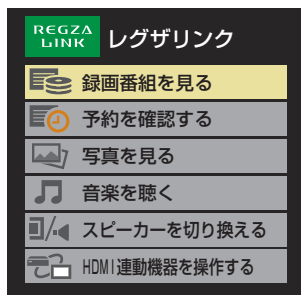 REGZA
LINK
レグザリンク
録画番組を見る
予約を確認する
写真を見る
音楽を聴く
スピーカーを切り換える
HDMI連動機器を操作する